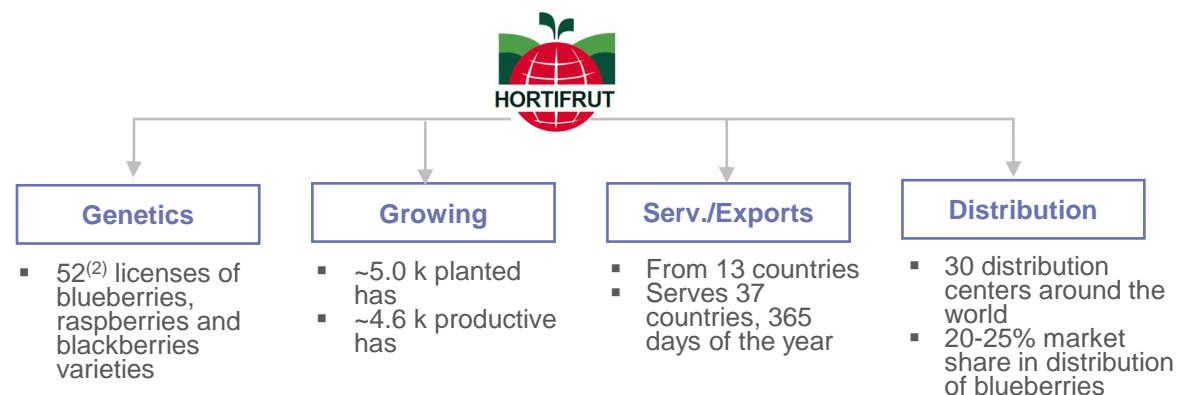 HORTIFRUT
Genetics
▪ 52(2) licenses of
blueberries,
raspberries and
blackberries
varieties
Growing
▪ ~5.0 k planted
has
▪ ~4.6 k productive
has
Serv./Exports
▪ From 13 countries
▪ Serves 37
countries, 365
days of the year
Distribution
▪ 30 distribution
centers around the
world
▪ 20-25% market
share in distribution
of blueberries